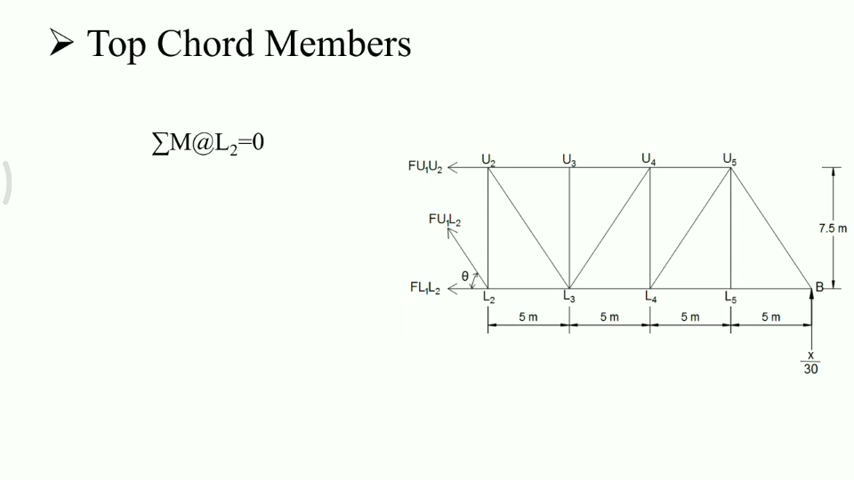 ➢ Top Chord Members
∑M@L₂=0
FU₁U₂
U₂ U₃ U₄ U₅
FU₁L₂
7.5 m
θ
FL₁L₂
L₂ L₃ L₄ L₅ B
5 m 5 m 5 m 5 m
x
30